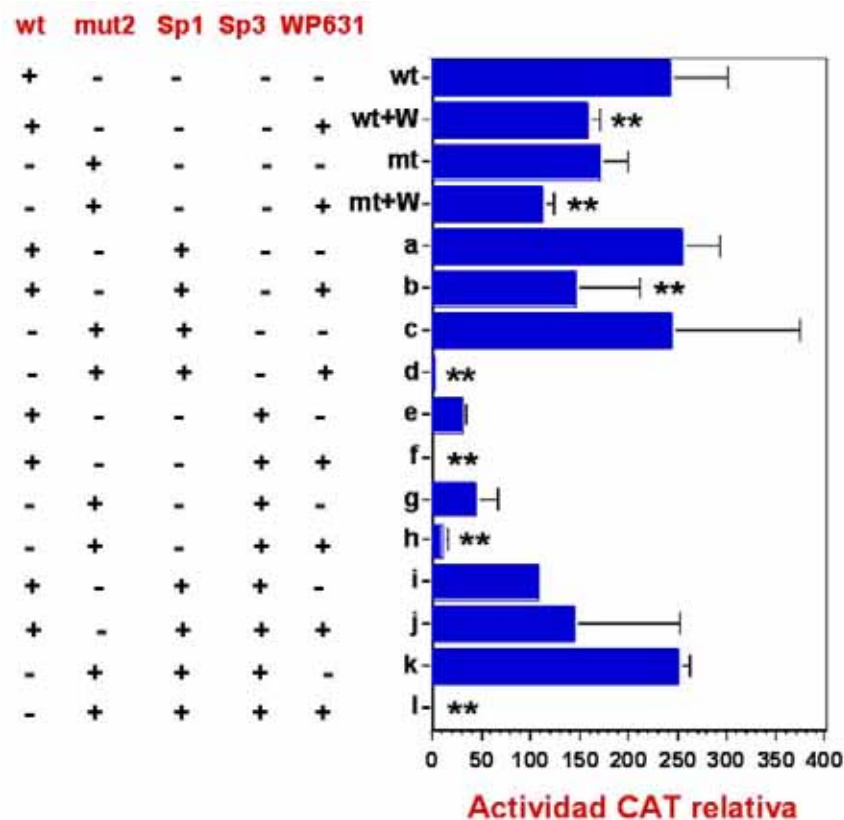 wt mut2 Sp1 Sp3 WP631
+ - - - - wt
+ - - - + wt+W **
- + - - - mt
- + - - + mt+W **
+ - + - - a
+ - + - + b **
- + + - - c
- + + - + d **
+ - - + - e
+ - - + + f **
- + - + - g
- + - + + h **
+ - + + - i
+ - + + + j
- + + + - k
- + + + + l **
0 50 100 150 200 250 300 350 400
Actividad CAT relativa